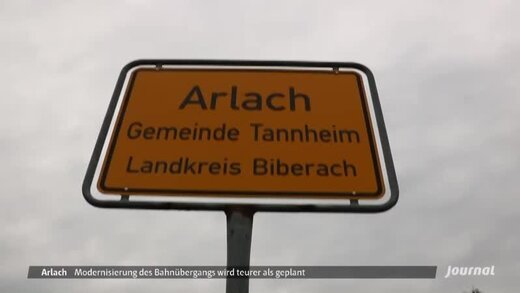 Arlach
Gemeinde Tannheim
Landkreis Biberach
Arlach Modernisierung des Bahnübergangs wird teurer als geplant
Journal